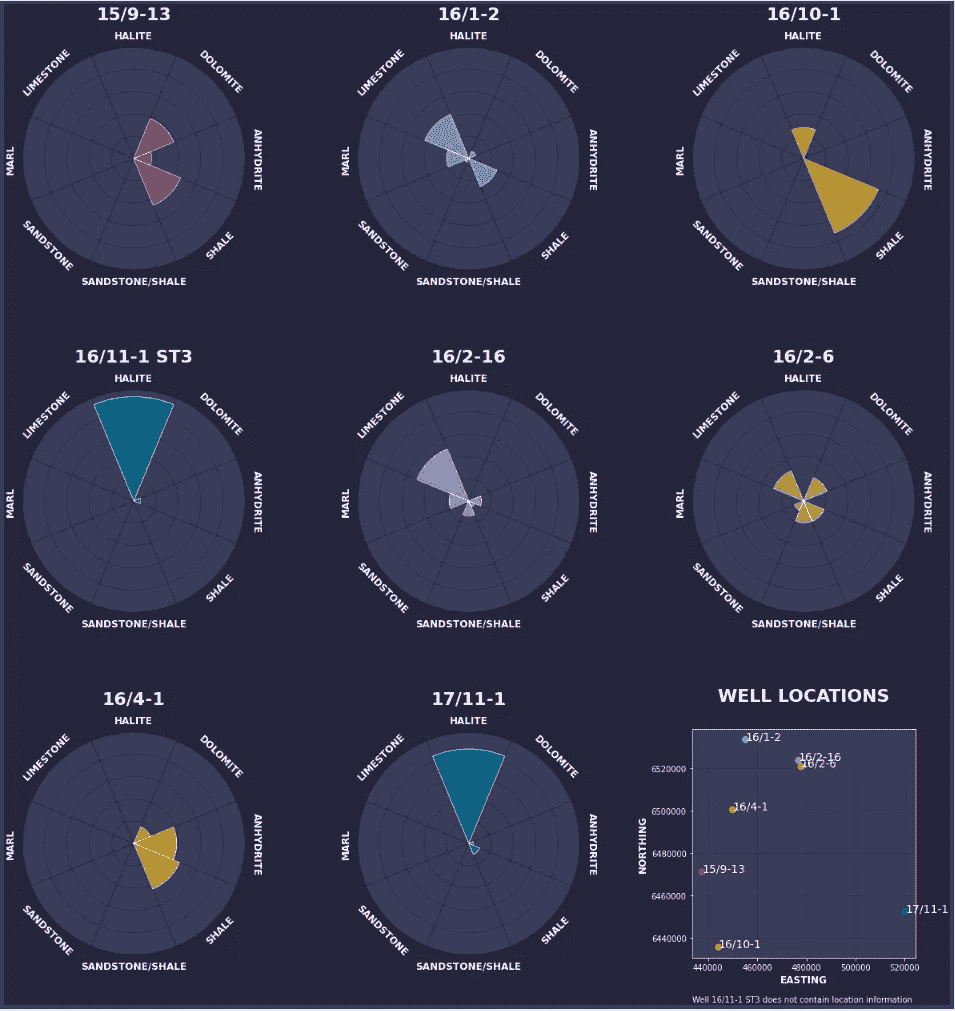 15/9-13
HALITE
DOLOMITE
LIMESTONE
ANHYDRITE
MARL
SHALE
SANDSTONE
SANDSTONE/SHALE
16/1-2
HALITE
DOLOMITE
LIMESTONE
ANHYDRITE
MARL
SHALE
SANDSTONE
SANDSTONE/SHALE
16/10-1
HALITE
DOLOMITE
LIMESTONE
ANHYDRITE
MARL
SHALE
SANDSTONE
SANDSTONE/SHALE
16/11-1 ST3
HALITE
DOLOMITE
LIMESTONE
ANHYDRITE
MARL
SHALE
SANDSTONE
SANDSTONE/SHALE
16/2-16
HALITE
DOLOMITE
LIMESTONE
ANHYDRITE
MARL
SHALE
SANDSTONE
SANDSTONE/SHALE
16/2-6
HALITE
DOLOMITE
LIMESTONE
ANHYDRITE
MARL
SHALE
SANDSTONE
SANDSTONE/SHALE
16/4-1
HALITE
DOLOMITE
LIMESTONE
ANHYDRITE
MARL
SHALE
SANDSTONE
SANDSTONE/SHALE
17/11-1
HALITE
DOLOMITE
LIMESTONE
ANHYDRITE
MARL
SHALE
SANDSTONE
SANDSTONE/SHALE
WELL LOCATIONS
16/1-2
16/2-16
16/2-6
16/4-1
15/9-13
17/11-1
16/10-1
NORTHING
6520000
6500000
6480000
6460000
6440000
440000 460000 480000 500000 520000
EASTING
Well 16/11-1 ST3 does not contain location information